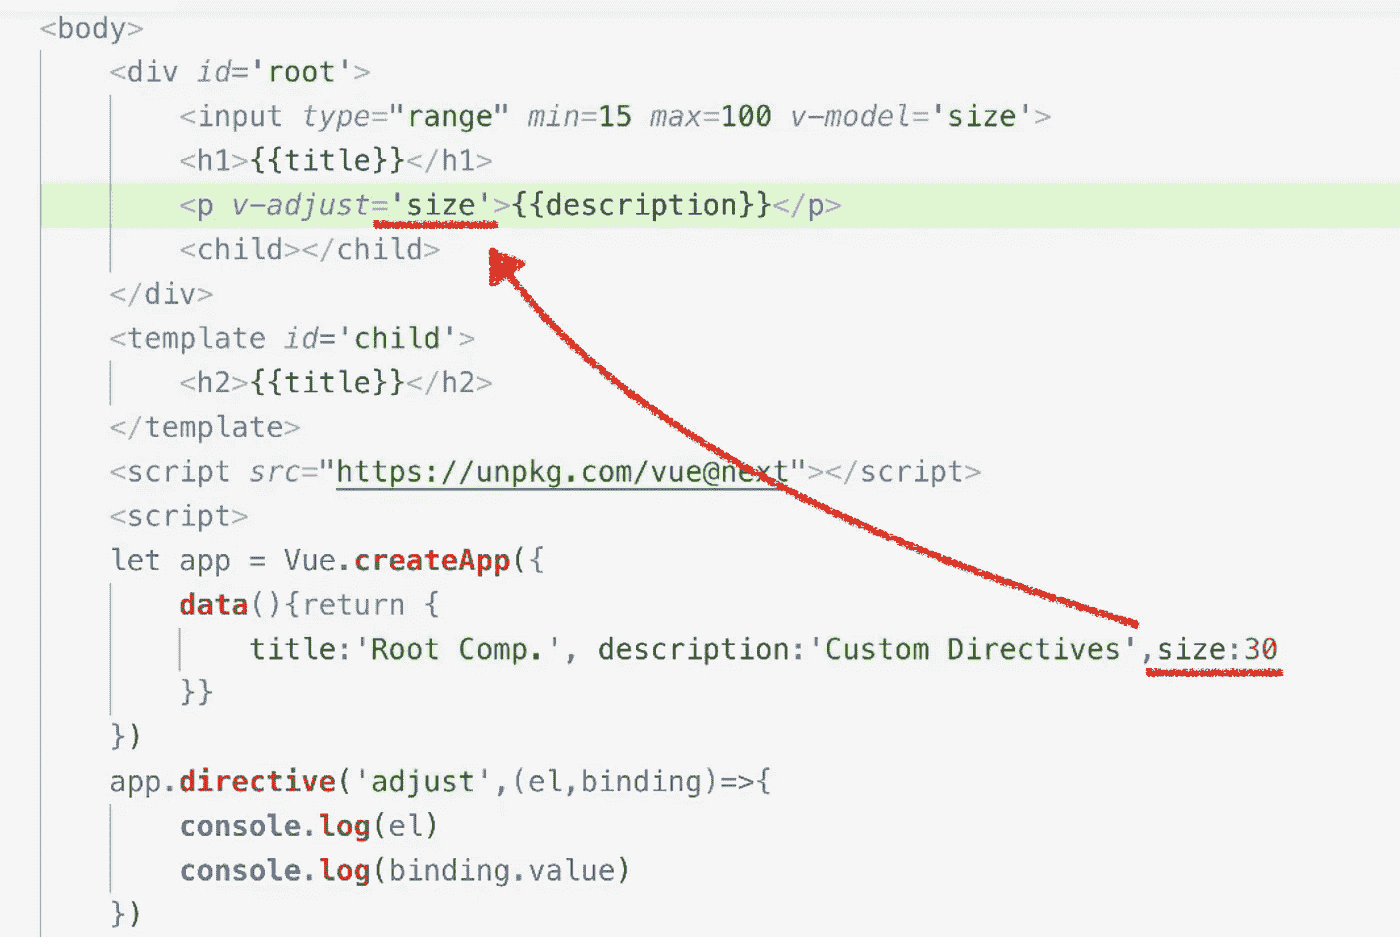 <body>
<div id='root'>
<input type="range" min=15 max=100 v-model='size'>
<h1>{{title}}</h1>
<p v-adjust='size'>{{description}}</p>
<child></child>
</div>
<template id='child'>
<h2>{{title}}</h2>
</template>
<script src="https://unpkg.com/vue@next"></script>
<script>
let app = Vue.createApp({
data(){return {
title:'Root Comp.', description:'Custom Directives',size:30
}}
})
app.directive('adjust',(el,binding)=>{
console.log(el)
console.log(binding.value)
})